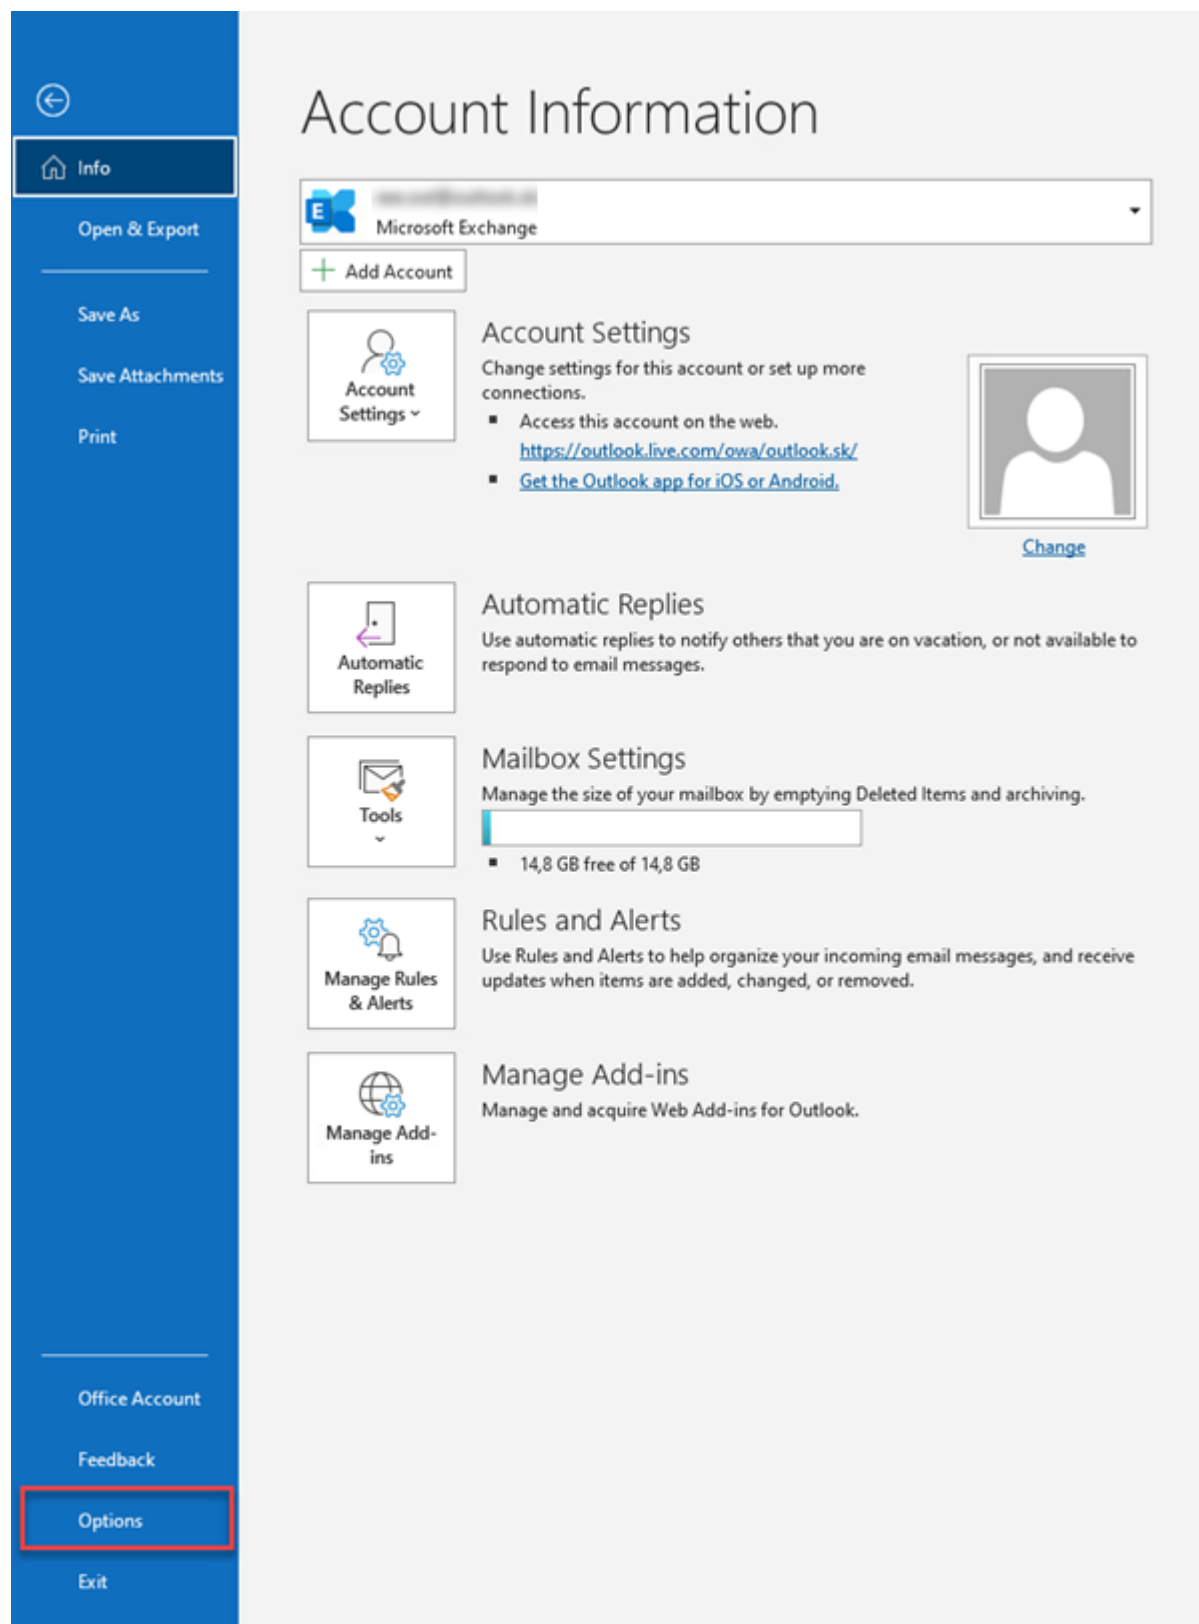 Account Information
Info
Open & Export
Save As
Save Attachments
Print
Office Account
Feedback
Options
Exit
E
Microsoft Exchange
Add Account
Account
Settings
Account Settings
Change settings for this account or set up more
connections.
Access this account on the web.
https://outlook.live.com/owa/outlook.sk/
Get the Outlook app for iOS or Android.
Change
Automatic
Replies
Automatic Replies
Use automatic replies to notify others that you are on vacation, or not available to
respond to email messages.
Tools
Mailbox Settings
Manage the size of your mailbox by emptying Deleted Items and archiving.
14,8 GB free of 14,8 GB
Manage Rules
& Alerts
Rules and Alerts
Use Rules and Alerts to help organize your incoming email messages, and receive
updates when items are added, changed, or removed.
Manage Add-
ins
Manage Add-ins
Manage and acquire Web Add-ins for Outlook.